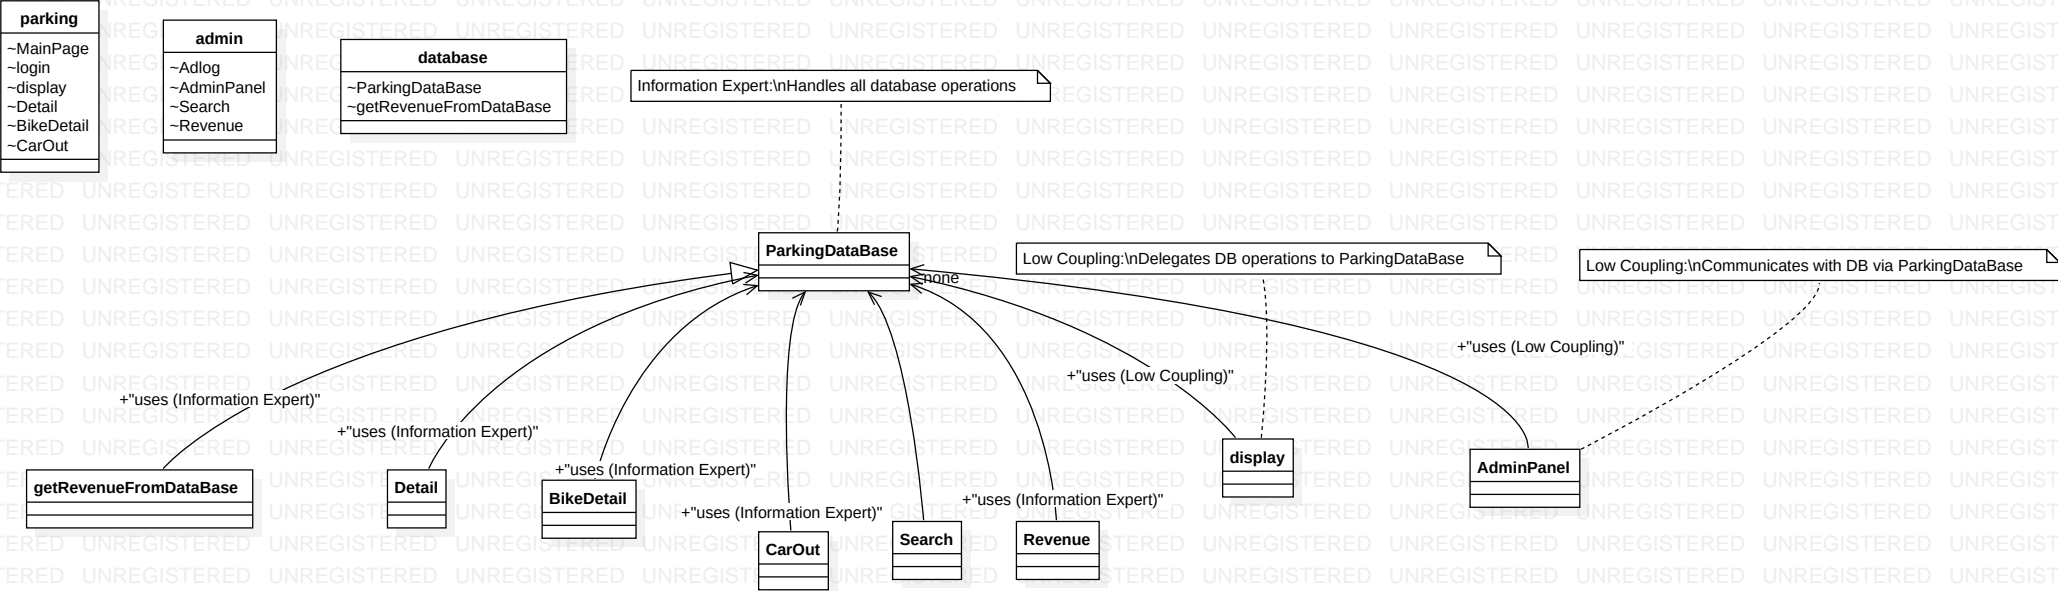 parking
~MainPage
~login
~display
~Detail
~BikeDetail
~CarOut
admin
~Adlog
~AdminPanel
~Search
~Revenue
database
~ParkingDataBase
~getRevenueFromDataBase
Information Expert:\nHandles all database operations
ParkingDataBase
none
Low Coupling:\nDelegates DB operations to ParkingDataBase
Low Coupling:\nCommunicates with DB via ParkingDataBase
+"uses (Low Coupling)"
+"uses (Low Coupling)"
+"uses (Information Expert)"
+"uses (Information Expert)"
+"uses (Information Expert)"
+"uses (Information Expert)"
+"uses (Information Expert)"
getRevenueFromDataBase
Detail
BikeDetail
CarOut
Search
Revenue
display
AdminPanel
UNREGISTERED